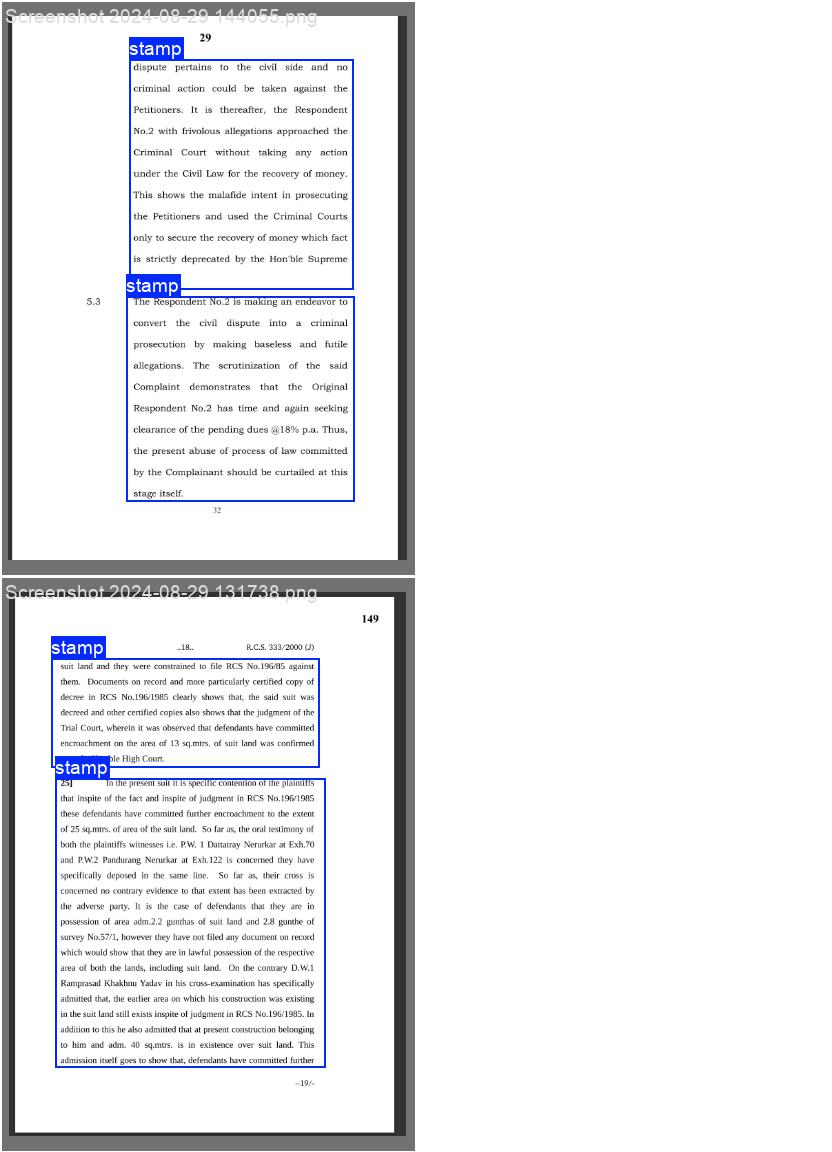 Screenshot 2024-08-29 144055.png
29
stamp
dispute pertains to the civil side and no
criminal action could be taken against the
Petitioners. It is thereafter, the Respondent
No.2 with frivolous allegations approached the
Criminal Court without taking any action
under the Civil Law for the recovery of money.
This shows the malafide intent in prosecuting
the Petitioners and used the Criminal Courts
only to secure the recovery of money which fact
is strictly deprecated by the Hon'ble Supreme
stamp
5.3 The Respondent No.2 is making an endeavor to
convert the civil dispute into a criminal
prosecution by making baseless and futile
allegations. The scrutinization of the said
Complaint demonstrates that the Original
Respondent No.2 has time and again seeking
clearance of the pending dues @18% p.a. Thus,
the present abuse of process of law committed
by the Complainant should be curtailed at this
stage itself.
32
Screenshot 2024-08-29 131738.png
149
stamp
..18.. R.C.S. 333/2000 (J)
suit land and they were constrained to file RCS No.196/85 against
them. Documents on record and more particularly certified copy of
decree in RCS No.196/1985 clearly shows that, the said suit was
decreed and other certified copies also shows that the judgment of the
Trial Court, wherein it was observed that defendants have committed
encroachment on the area of 13 sq.mtrs. of suit land was confirmed
High Court.
stamp
25] In the present suit it is specific contention of the plaintiffs
that inspite of the fact and inspite of judgment in RCS No.196/1985
these defendants have committed further encroachment to the extent
of 25 sq.mtrs. of area of the suit land. So far as, the oral testimony of
both the plaintiffs witnesses i.e. P.W. 1 Dattatray Nerurkar at Exh.70
and P.W.2 Pandurang Nerurkar at Exh.122 is concerned they have
specifically deposed in the same line. So far as, their cross is
concerned no contrary evidence to that extent has been extracted by
the adverse party. It is the case of defendants that they are in
possession of area adm.2.2 gunthas of suit land and 2.8 gunthe of
survey No.57/1, however they have not filed any document on record
which would show that they are in lawful possession of the respective
area of both the lands, including suit land. On the contrary D.W.1
Ramprasad Khakhnu Yadav in his cross-examination has specifically
admitted that, the earlier area on which his construction was existing
in the suit land still exists inspite of judgment in RCS No.196/1985. In
addition to this he also admitted that at present construction belonging
to him and adm. 40 sq.mtrs. is in existence over suit land. This
admission itself goes to show that, defendants have committed further
--19/-